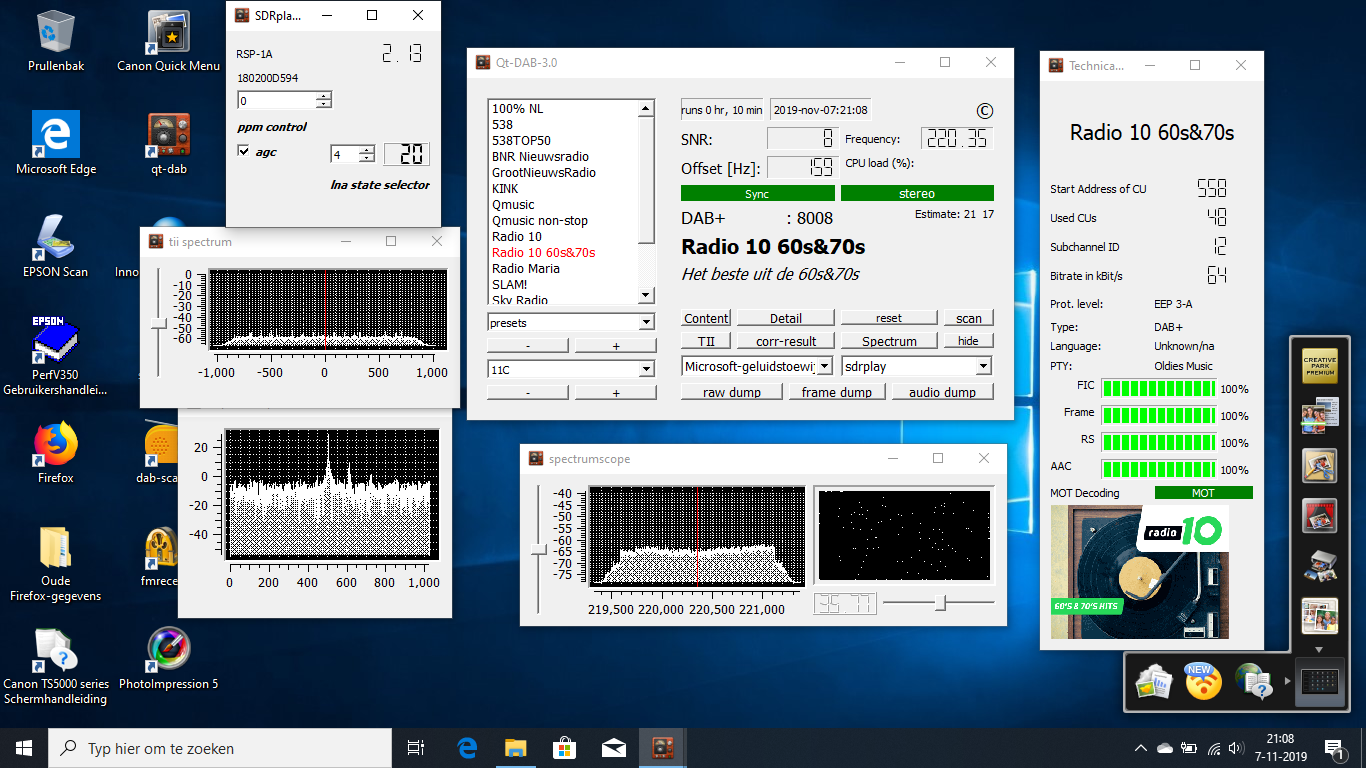 Prullenbak
Canon Quick Menu
Microsoft Edge
qt-dab
EPSON Scan
EPSON
PerfV350
Gebruikershandlei...
Firefox
Oude
Firefox-gegevens
Canon TS5000 series
Schermhandleiding
PhotoImpression 5
SDRpla...
RSP-1A
2.13
180200D594
0
ppm control
agc
4
20
lna state selector
tii spectrum
0
-10
-20
-30
-40
-50
-60
-1,000 -500 0 500 1,000
20
0
-20
-40
0 200 400 600 800 1,000
Qt-DAB-3.0
100% NL
538
538TOP50
BNR Nieuwsradio
GrootNieuwsRadio
KINK
Qmusic
Qmusic non-stop
Radio 10
Radio 10 60s&70s
Radio Maria
SLAM!
Sky Radio
presets
- +
11C
- +
runs 0 hr, 10 min 2019-nov-07:21:08 ©
SNR: 8 Frequency: 220.35
Offset [Hz]: 159 CPU load (%):
Sync stereo
DAB+ : 8008 Estimate: 21 17
Radio 10 60s&70s
Het beste uit de 60s&70s
Content Detail reset scan
TII corr-result Spectrum hide
Microsoft-geluidstoewij sdrplay
raw dump frame dump audio dump
spectrumscope
-40
-45
-50
-55
-60
-65
-70
-75
219,500 220,000 220,500 221,000
35.77
Technica...
Radio 10 60s&70s
Start Address of CU 558
Used CUs 48
Subchannel ID 12
Bitrate in kBit/s 64
Prot. level: EEP 3-A
Type: DAB+
Language: Unknown/na
PTY: Oldies Music
FIC 100%
Frame 100%
RS 100%
AAC 100%
MOT Decoding MOT
radio 10
60'S & 70'S HITS
CREATIVE
PARK
PREMIUM
NEW
Typ hier om te zoeken
21:08
7-11-2019
1